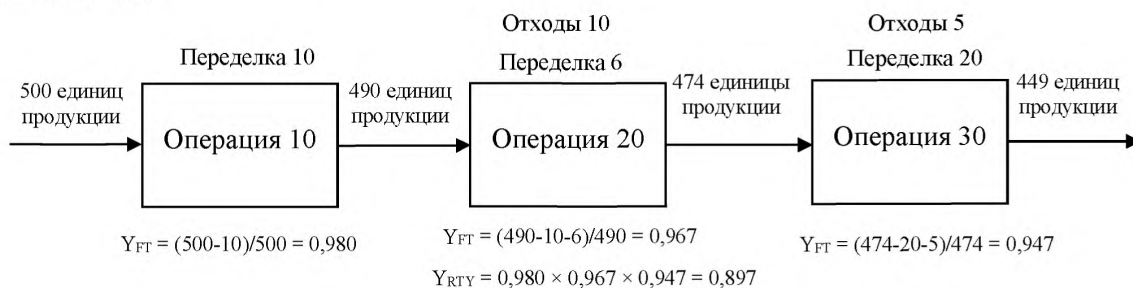 Отходы 10
Отходы 5
Переделка 10
Переделка 6
Переделка 20
500 единиц
продукции
Операция 10
490 единиц
продукции
Операция 20
474 единицы
продукции
Операция 30
449 единиц
продукции
YFT = (500-10)/500 = 0,980
YFT = (490-10-6)/490 = 0,967
YFT = (474-20-5)/474 = 0,947
YRTY = 0,980 × 0,967 × 0,947 = 0,897